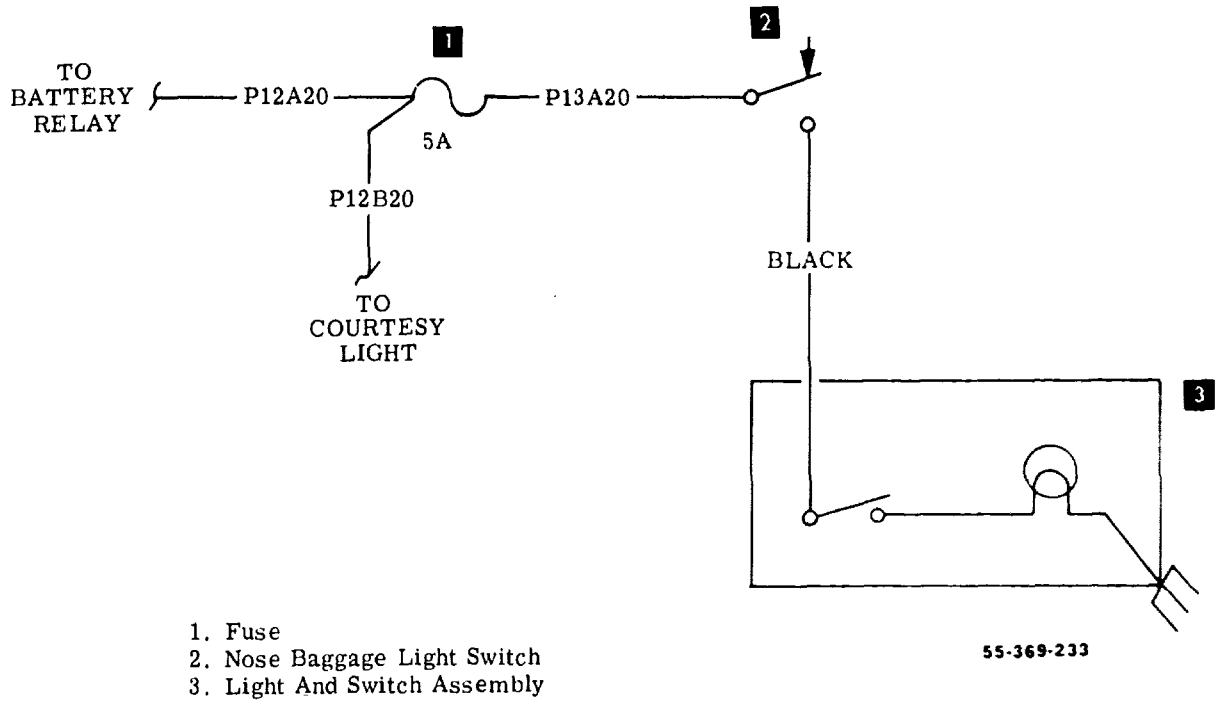 1
2
TO
BATTERY
RELAY
P12A20
P13A20
5A
P12B20
TO
COURTESY
LIGHT
BLACK
3
1. Fuse
2. Nose Baggage Light Switch
3. Light And Switch Assembly
55-369-233